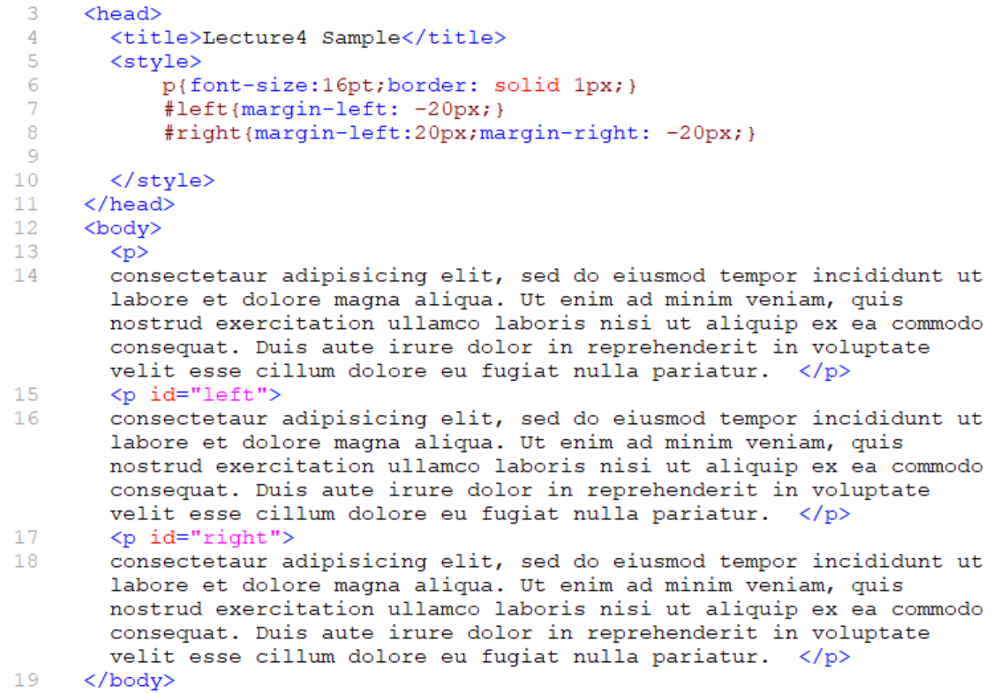 3 <head>
4 <title>Lecture4 Sample</title>
5 <style>
6 p{font-size:16pt;border: solid 1px;}
7 #left{margin-left: -20px;}
8 #right{margin-left:20px;margin-right: -20px;}
9
10 </style>
11 </head>
12 <body>
13 <p>
14 consectetaur adipisicing elit, sed do eiusmod tempor incididunt ut
labore et dolore magna aliqua. Ut enim ad minim veniam, quis
nostrud exercitation ullamco laboris nisi ut aliquip ex ea commodo
consequat. Duis aute irure dolor in reprehenderit in voluptate
velit esse cillum dolore eu fugiat nulla pariatur.  </p>
15 <p id="left">
16 consectetaur adipisicing elit, sed do eiusmod tempor incididunt ut
labore et dolore magna aliqua. Ut enim ad minim veniam, quis
nostrud exercitation ullamco laboris nisi ut aliquip ex ea commodo
consequat. Duis aute irure dolor in reprehenderit in voluptate
velit esse cillum dolore eu fugiat nulla pariatur.  </p>
17 <p id="right">
18 consectetaur adipisicing elit, sed do eiusmod tempor incididunt ut
labore et dolore magna aliqua. Ut enim ad minim veniam, quis
nostrud exercitation ullamco laboris nisi ut aliquip ex ea commodo
consequat. Duis aute irure dolor in reprehenderit in voluptate
velit esse cillum dolore eu fugiat nulla pariatur.  </p>
19 </body>